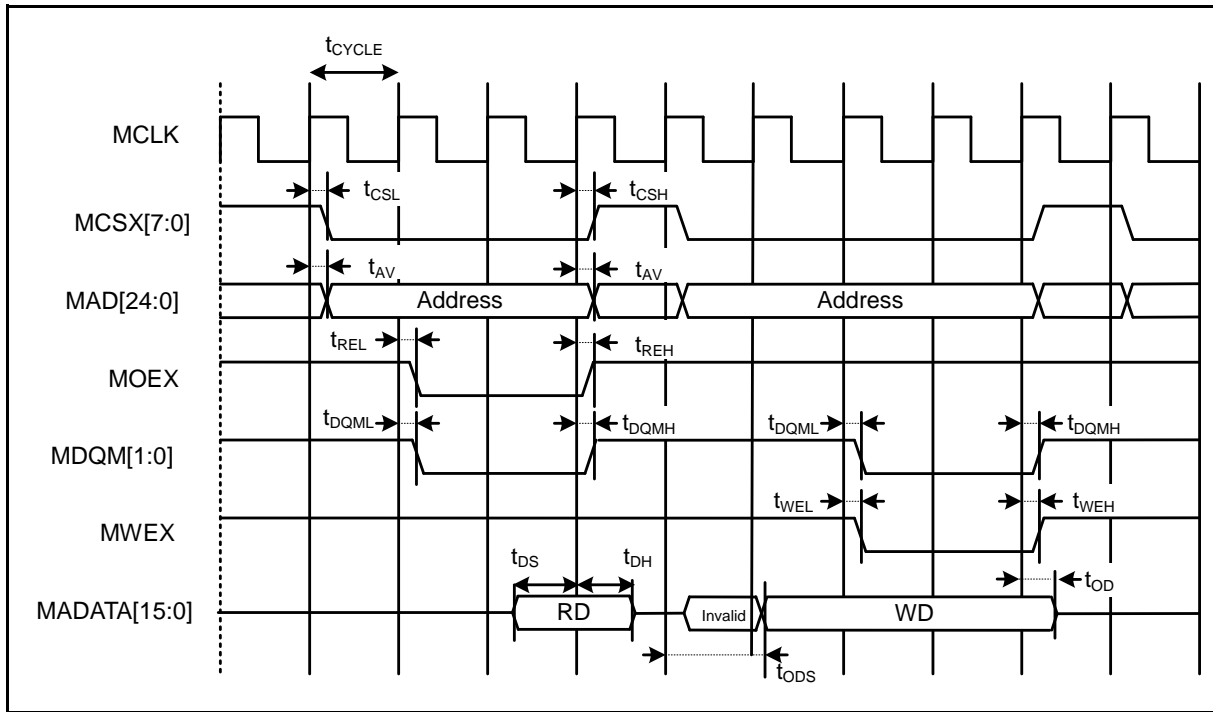 tCYCLE
MCLK
tCSL
tCSH
MCSX[7:0]
tAV
tAV
MAD[24:0]
Address
Address
tREL
tREH
MOEX
tDQML
tDQMH
tDQML
tDQMH
MDQM[1:0]
tWEL
tWEH
MWEX
tDS
tDH
tOD
MADATA[15:0]
RD
Invalid
WD
tODS